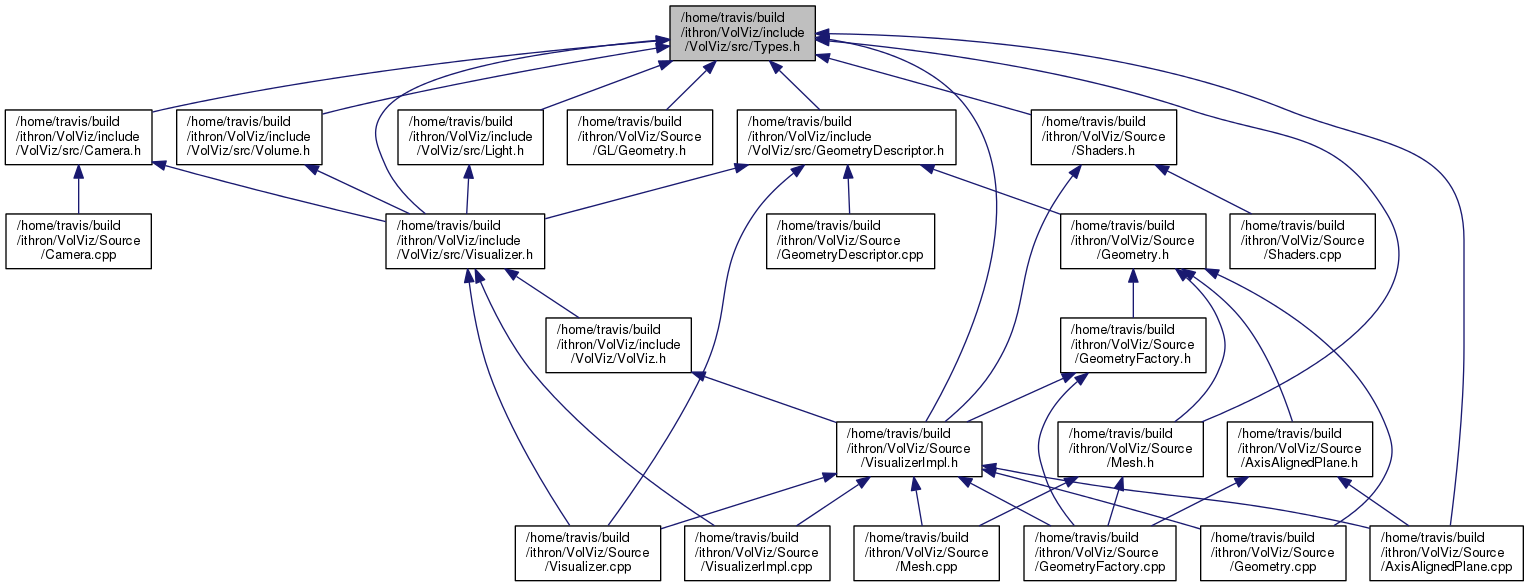 /home/travis/build
/ithron/VolViz/include
/VolViz/src/Types.h
/home/travis/build
/ithron/VolViz/include
/VolViz/src/Camera.h
/home/travis/build
/ithron/VolViz/include
/VolViz/src/Volume.h
/home/travis/build
/ithron/VolViz/include
/VolViz/src/Light.h
/home/travis/build
/ithron/VolViz/Source
/GL/Geometry.h
/home/travis/build
/ithron/VolViz/include
/VolViz/src/GeometryDescriptor.h
/home/travis/build
/ithron/VolViz/Source
/Shaders.h
/home/travis/build
/ithron/VolViz/Source
/Camera.cpp
/home/travis/build
/ithron/VolViz/include
/VolViz/src/Visualizer.h
/home/travis/build
/ithron/VolViz/Source
/GeometryDescriptor.cpp
/home/travis/build
/ithron/VolViz/Source
/Geometry.h
/home/travis/build
/ithron/VolViz/Source
/Shaders.cpp
/home/travis/build
/ithron/VolViz/include
/VolViz/VolViz.h
/home/travis/build
/ithron/VolViz/Source
/GeometryFactory.h
/home/travis/build
/ithron/VolViz/Source
/VisualizerImpl.h
/home/travis/build
/ithron/VolViz/Source
/Mesh.h
/home/travis/build
/ithron/VolViz/Source
/AxisAlignedPlane.h
/home/travis/build
/ithron/VolViz/Source
/Visualizer.cpp
/home/travis/build
/ithron/VolViz/Source
/VisualizerImpl.cpp
/home/travis/build
/ithron/VolViz/Source
/Mesh.cpp
/home/travis/build
/ithron/VolViz/Source
/GeometryFactory.cpp
/home/travis/build
/ithron/VolViz/Source
/Geometry.cpp
/home/travis/build
/ithron/VolViz/Source
/AxisAlignedPlane.cpp